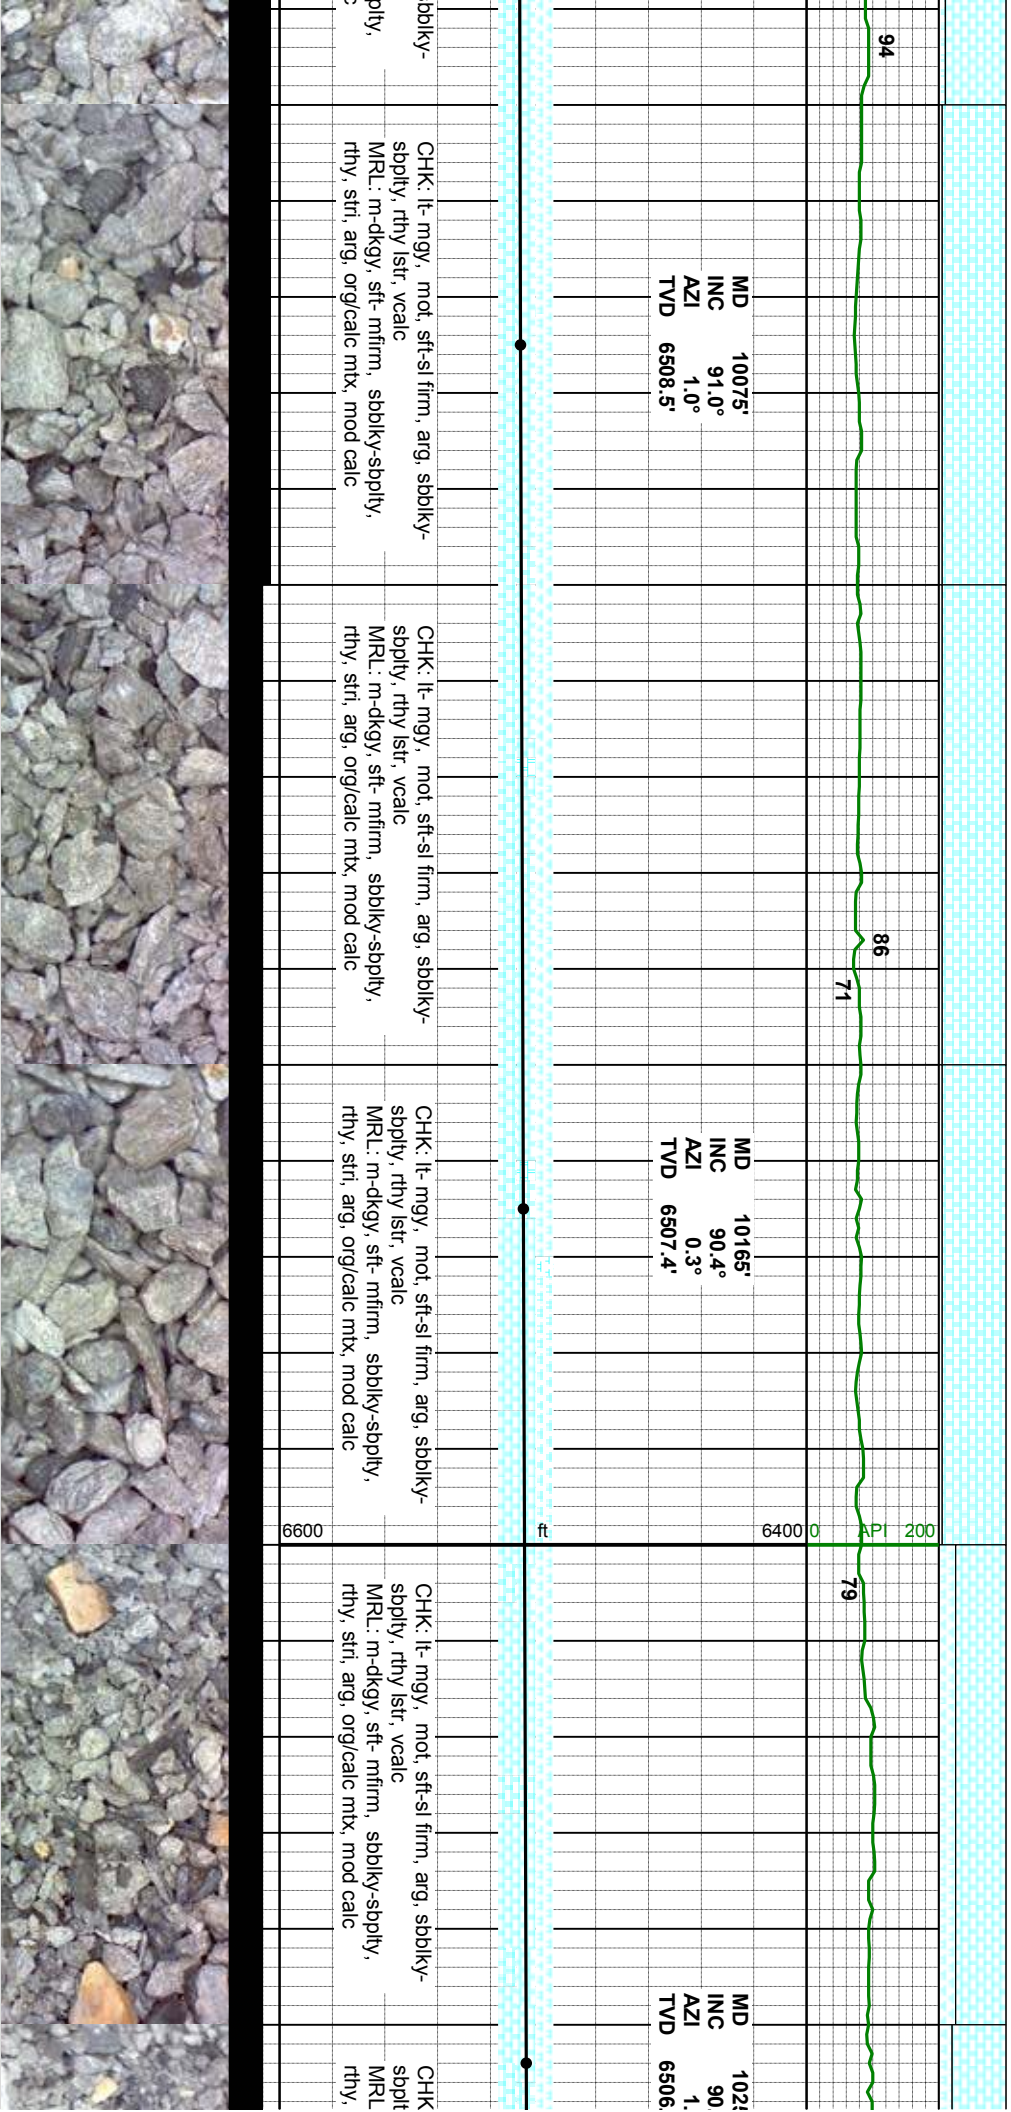 sbblky-
sbplty,
94
CHK: lt- mgy, mot, sft-sl firm, arg, sbblky-
sbplty, rthy lstr, vcalc
MRL: m-dkgy, sft- mfirm, sbblky-sbplty,
rthy, stri, arg, org/calc mtx, mod calc
MD 10075'
INC 91.0°
AZI 1.0°
TVD 6508.5'
CHK: lt- mgy, mot, sft-sl firm, arg, sbblky-
sbplty, rthy lstr, vcalc
MRL: m-dkgy, sft- mfirm, sbblky-sbplty,
rthy, stri, arg, org/calc mtx, mod calc
86
71
CHK: lt- mgy, mot, sft-sl firm, arg, sbblky-
sbplty, rthy lstr, vcalc
MRL: m-dkgy, sft- mfirm, sbblky-sbplty,
rthy, stri, arg, org/calc mtx, mod calc
MD 10165'
INC 90.4°
AZI 0.3°
TVD 6507.4'
6600 ft 6400 0 API 200
79
CHK: lt- mgy, mot, sft-sl firm, arg, sbblky-
sbplty, rthy lstr, vcalc
MRL: m-dkgy, sft- mfirm, sbblky-sbplty,
rthy, stri, arg, org/calc mtx, mod calc
MD 1025
INC 90.
AZI 1.
TVD 6506.
CHK
sbplt
MRL
rthy,